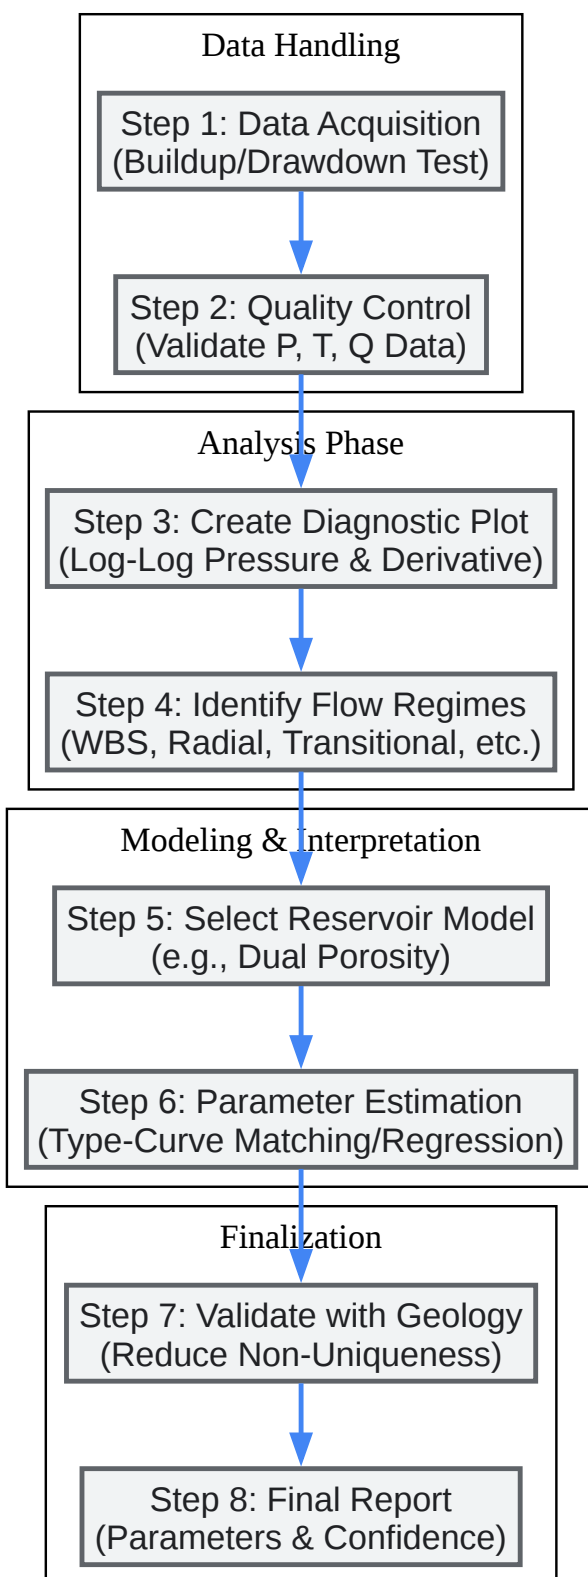 Data Handling
Step 1: Data Acquisition
(Buildup/Drawdown Test)
Step 2: Quality Control
(Validate P, T, Q Data)
Analysis Phase
Step 3: Create Diagnostic Plot
(Log-Log Pressure & Derivative)
Step 4: Identify Flow Regimes
(WBS, Radial, Transitional, etc.)
Modeling & Interpretation
Step 5: Select Reservoir Model
(e.g., Dual Porosity)
Step 6: Parameter Estimation
(Type-Curve Matching/Regression)
Finalization
Step 7: Validate with Geology
(Reduce Non-Uniqueness)
Step 8: Final Report
(Parameters & Confidence)